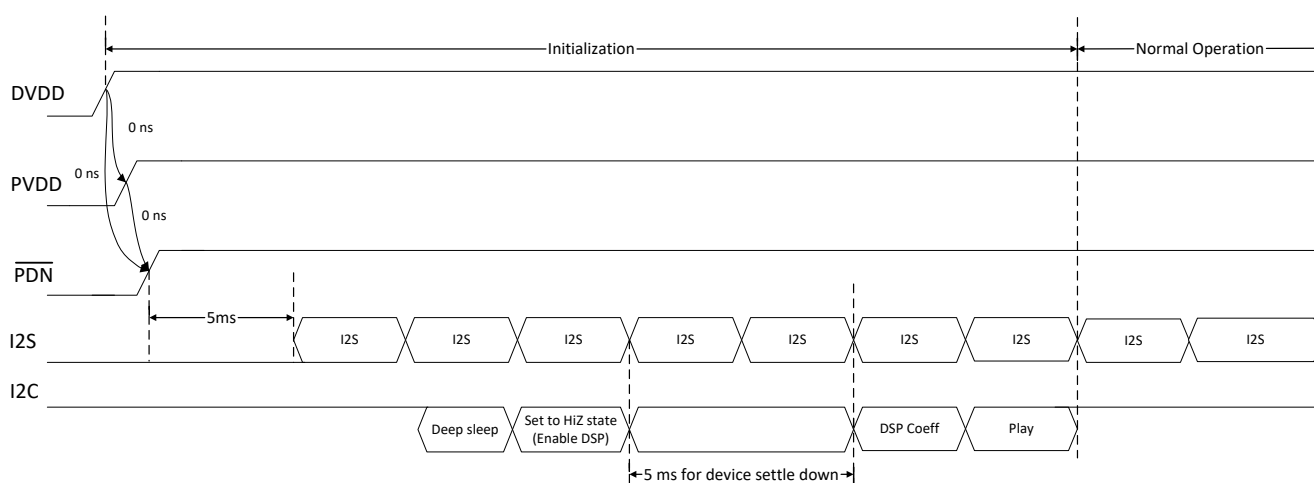 Initialization
Normal Operation
DVDD
0 ns
PVDD
0 ns
0 ns
PDN
5ms
I2S
I2S
I2S
I2S
I2S
I2S
I2S
I2S
I2S
I2S
I2C
Deep sleep
Set to HiZ state
(Enable DSP)
DSP Coeff
Play
5 ms for device settle down